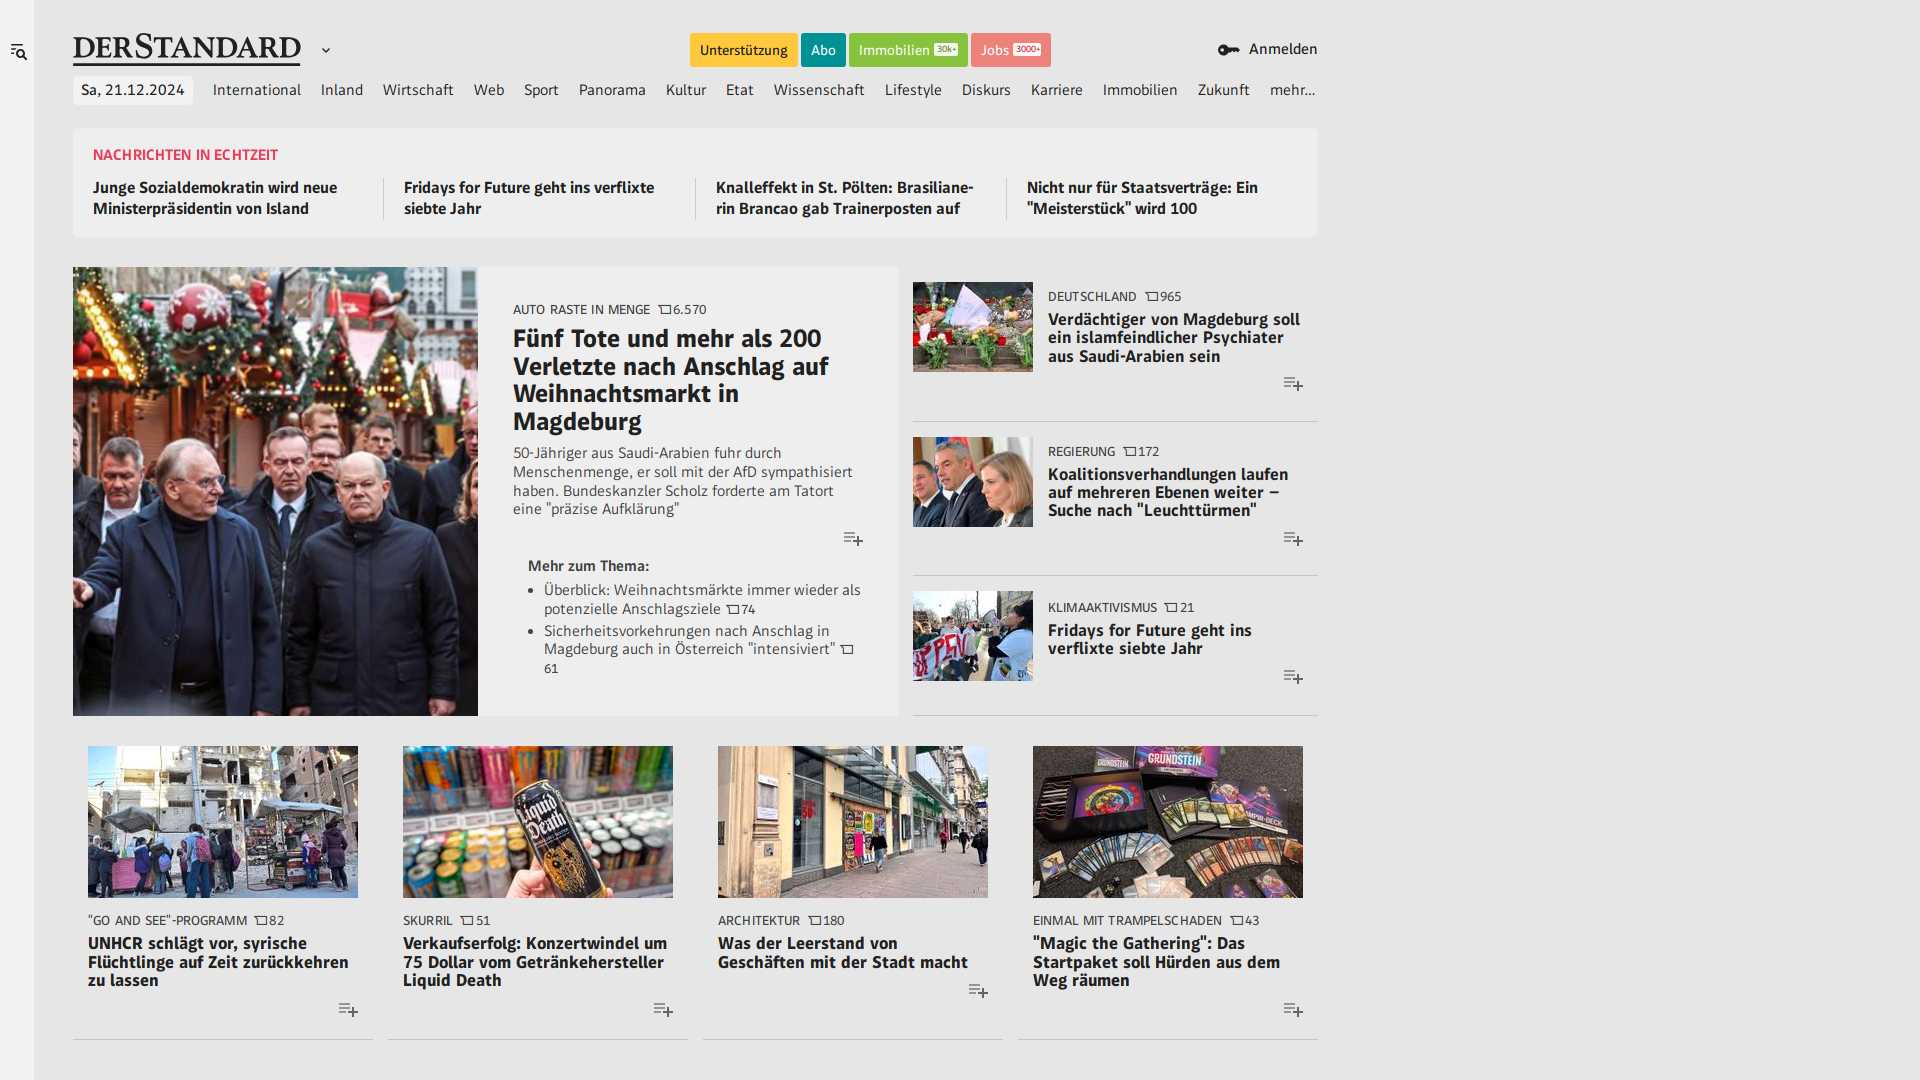 DERSTANDARD
Unterstützung
Abo
Immobilien 30k+
Jobs 3000+
Anmelden
Sa, 21.12.2024
International
Inland
Wirtschaft
Web
Sport
Panorama
Kultur
Etat
Wissenschaft
Lifestyle
Diskurs
Karriere
Immobilien
Zukunft
mehr...
NACHRICHTEN IN ECHTZEIT
Junge Sozialdemokratin wird neue
Ministerpräsidentin von Island
Fridays for Future geht ins verflixte
siebte Jahr
Knalleffekt in St. Pölten: Brasiliane-
rin Brancao gab Trainerposten auf
Nicht nur für Staatsverträge: Ein
"Meisterstück" wird 100
AUTO RASTE IN MENGE 6.570
Fünf Tote und mehr als 200
Verletzte nach Anschlag auf
Weihnachtsmarkt in
Magdeburg
50-Jähriger aus Saudi-Arabien fuhr durch
Menschenmenge, er soll mit der AfD sympathisiert
haben. Bundeskanzler Scholz forderte am Tatort
eine "präzise Aufklärung"
Mehr zum Thema:
Überblick: Weihnachtsmärkte immer wieder als
potenzielle Anschlagsziele 74
Sicherheitsvorkehrungen nach Anschlag in
Magdeburg auch in Österreich "intensiviert"
61
DEUTSCHLAND 965
Verdächtiger von Magdeburg soll
ein islamfeindlicher Psychiater
aus Saudi-Arabien sein
REGIERUNG 172
Koalitionsverhandlungen laufen
auf mehreren Ebenen weiter –
Suche nach "Leuchttürmen"
KLIMAAKTIVISMUS 21
Fridays for Future geht ins
verflixte siebte Jahr
"GO AND SEE"-PROGRAMM 82
UNHCR schlägt vor, syrische
Flüchtlinge auf Zeit zurückkehren
zu lassen
Liquid
Death
SKURRIL 51
Verkaufserfolg: Konzertwindel um
75 Dollar vom Getränkehersteller
Liquid Death
ARCHITEKTUR 180
Was der Leerstand von
Geschäften mit der Stadt macht
GRUNDSTEIN
GRUNDSTEIN
EINMAL MIT TRAMPELSCHADEN 43
"Magic the Gathering": Das
Startpaket soll Hürden aus dem
Weg räumen